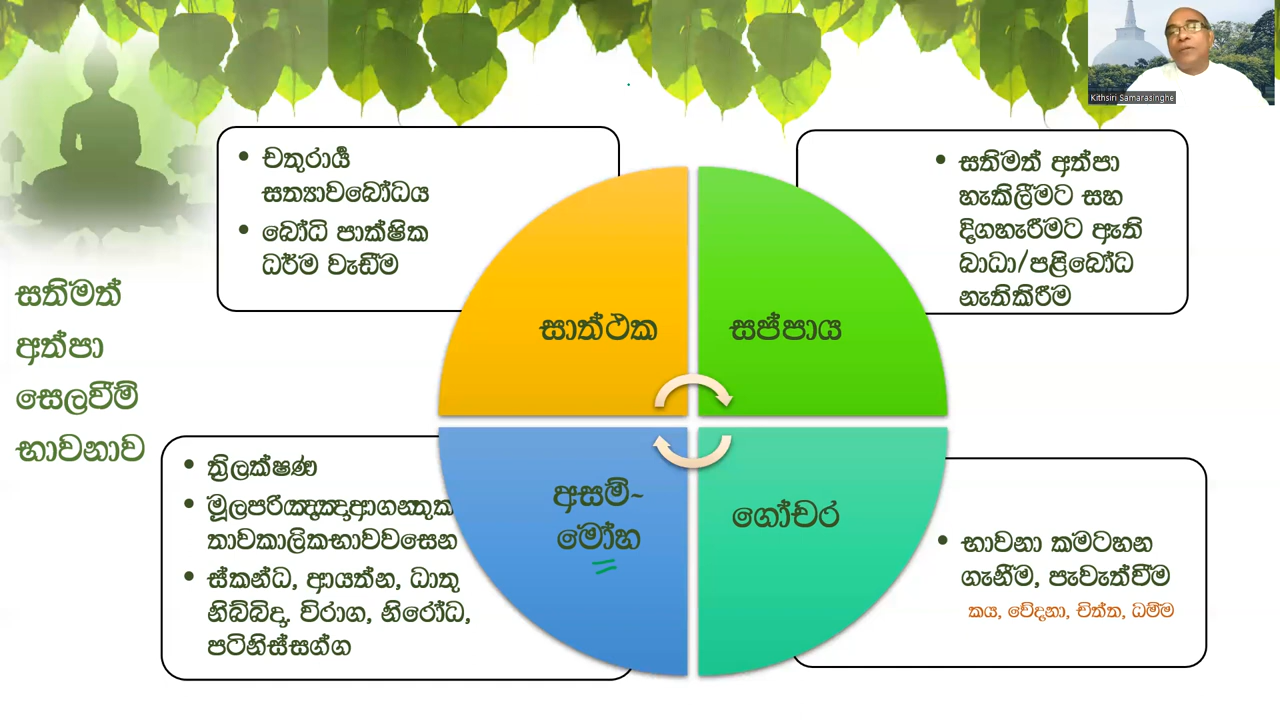 Kithsiri Samarasinghe
• චතුරාර්‍ය
සත්‍යාවබෝධය
• බෝධි පාක්ෂික
ධර්ම වැඩීම
• සතිමත් අත්පා
හැකිලීමට සහ
දිගහැරීමට ඇති
බාධා/පළිබෝධ
නැතිකිරීම
සතිමත්
අත්පා
සෙලවීම්
භාවනාව
සාත්ථක
සප්පාය
අසම්~
මෝහ
ගෝචර
• ත්‍රිලක්ෂණ
• මූලපරිඤ්ඤාආගන්තුක
තාවකාලිකභාවවසෙන
• ස්කන්ධ, ආයත්න, ධාතු
නිබ්බිදා. විරාග, නිරෝධ,
පටිනිස්සග්ග
• භාවනා කමටහන
ගැනීම, පැවැත්වීම
කය, වේදනා, චිත්ත, ධම්ම